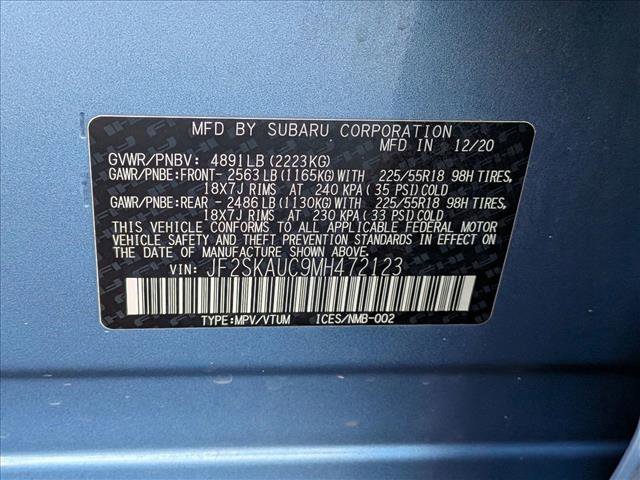 MFD BY SUBARU CORPORATION
MFD IN 12/20
GVWR/PNBV: 4891LB(2223KG)
GAWR/PNBE:FRONT-2563 LB(1165KG)WITH 225/55R18 98H TIRES,
18X7J RIMS AT 240 KPA(35 PSI)COLD
GAWR/PNBE:REAR -2486 LB(1130KG)WITH 225/55R18 98H TIRES,
18X7J RIMS AT 230 KPA(33 PSI)COLD
THIS VEHICLE CONFORMS TO ALL APPLICABLE FEDERAL MOTOR
VEHICLE SAFETY AND THEFT PREVENTION STANDARDS IN EFFECT ON
THE DATE OF MANUFACTURE SHOWN ABOVE.
VIN: JF2SKAUC9MH472123
TYPE:MPV/VTUM ICES/NMB-002